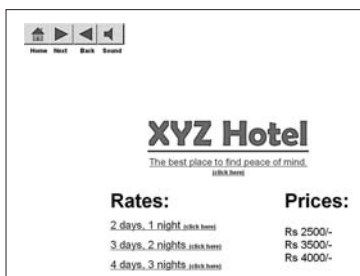 Home Next Back Sound
XYZ Hotel
The best place to find peace of mind.
(click here)
Rates:
2 days, 1 night (click here)
3 days, 2 nights (click here)
4 days, 3 nights (click here)
Prices:
Rs 2500/-
Rs 3500/-
Rs 4000/-